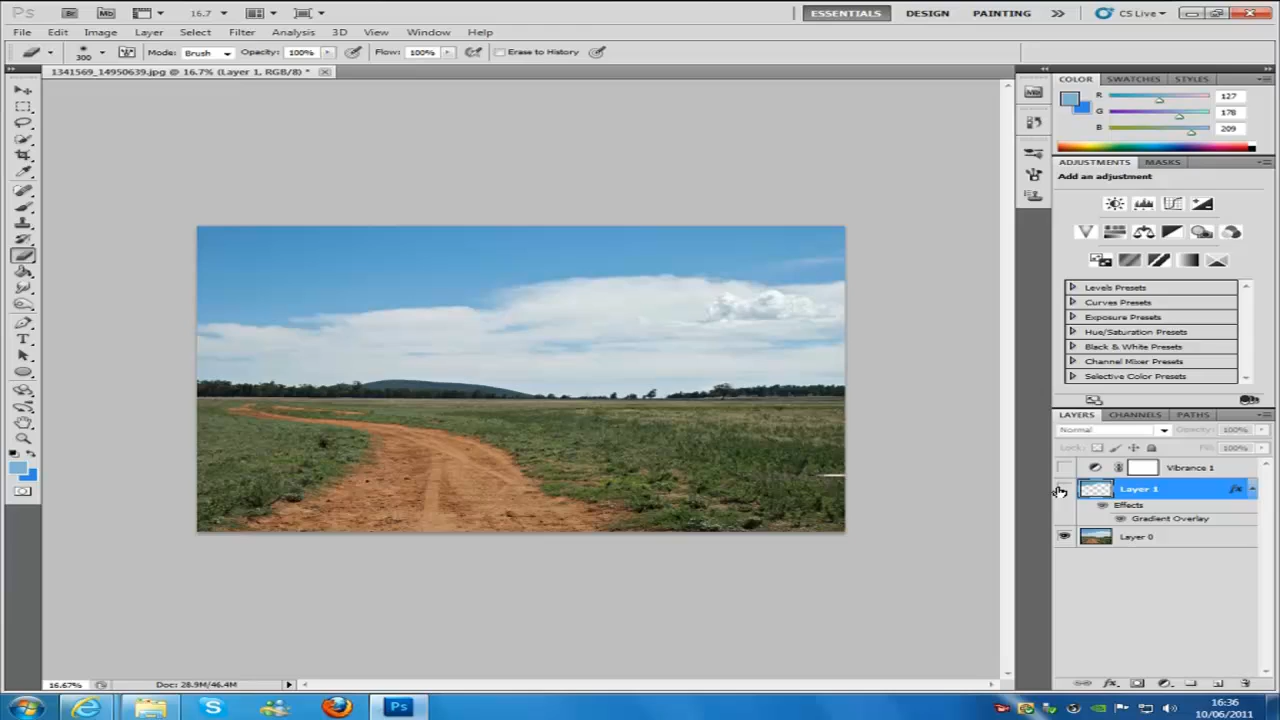 Ps Br Mb 16.7 ESSENTIALS DESIGN PAINTING CS Live
File Edit Image Layer Select Filter Analysis 3D View Window Help
300 Mode: Brush Opacity: 100% Flow: 100% Erase to History
1341569_14950639.jpg @ 16.7% (Layer 1, RGB/8) *
COLOR SWATCHES STYLES
R 127
G 178
B 209
ADJUSTMENTS MASKS
Add an adjustment
Levels Presets
Curves Presets
Exposure Presets
Hue/Saturation Presets
Black & White Presets
Channel Mixer Presets
Selective Color Presets
LAYERS CHANNELS PATHS
Normal Opacity: 100%
Lock: Fill: 100%
Vibrance 1
Layer 1 fx
Effects
Gradient Overlay
Layer 0
16.67% Doc: 28.9M/46.4M
Ps
16:36
10/06/2011